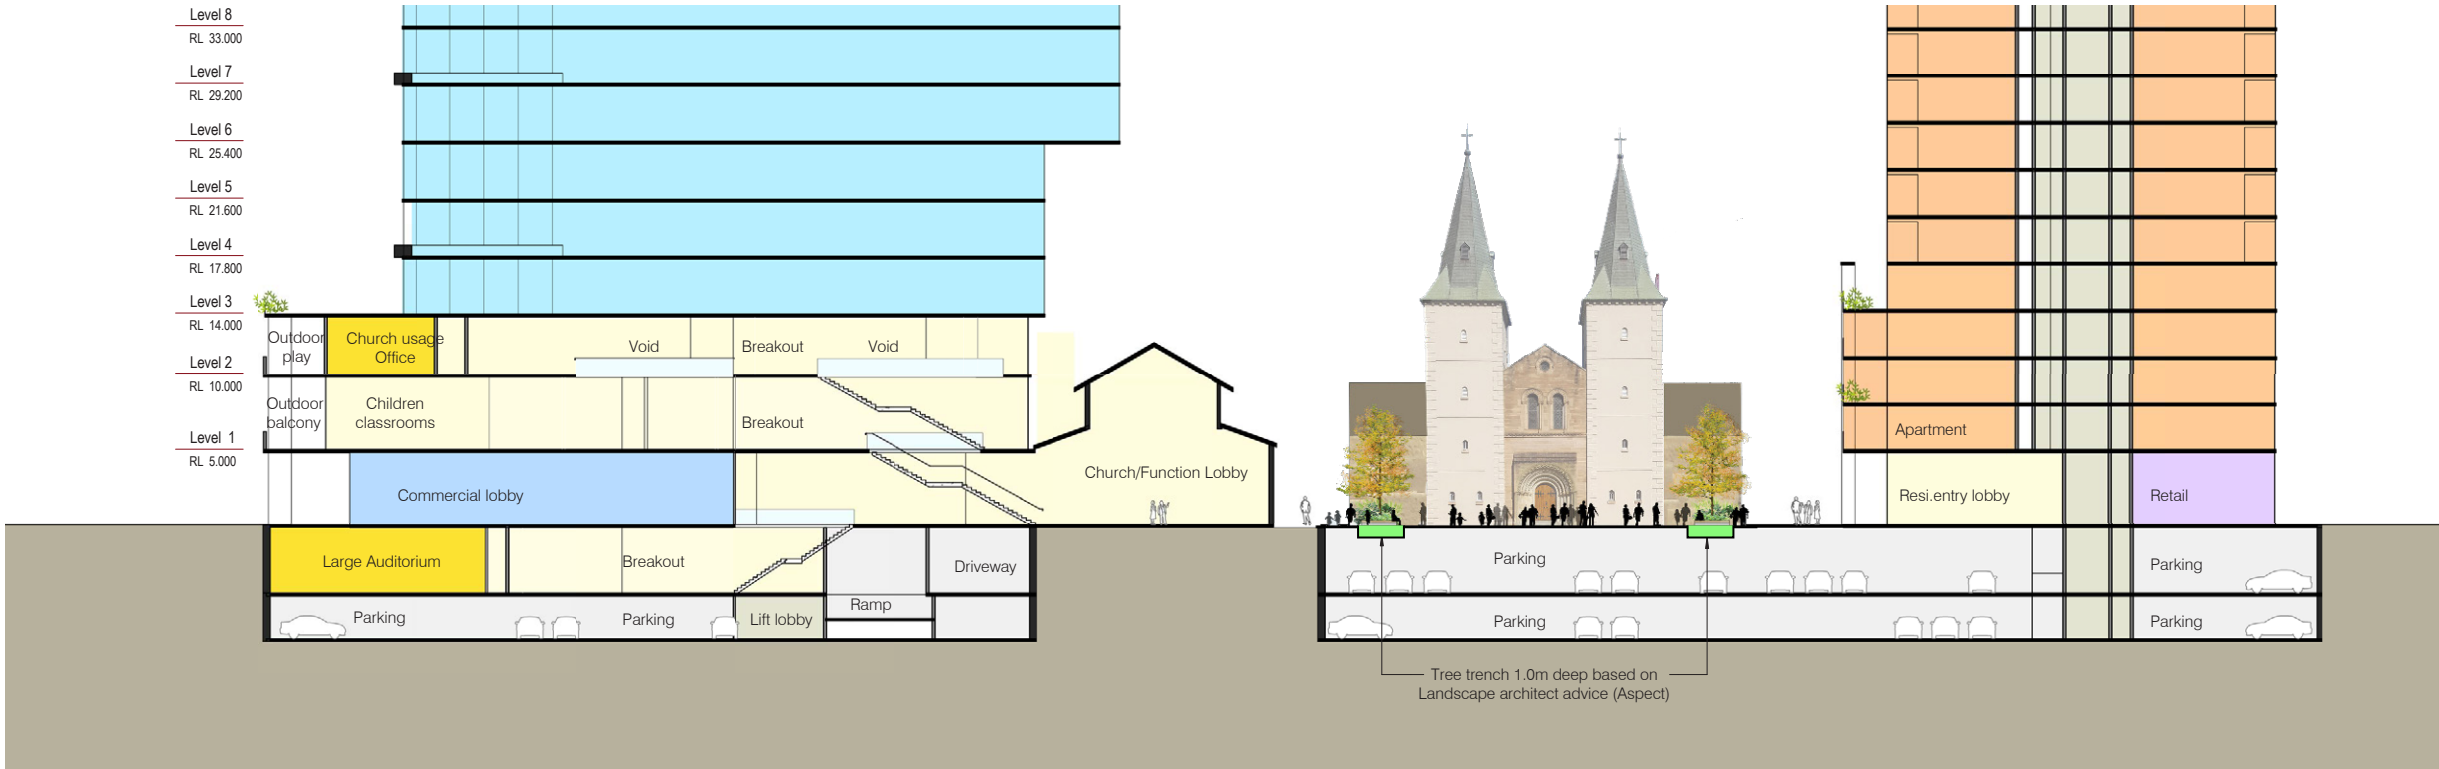 Level 8
RL 33.000
Level 7
RL 29.200
Level 6
RL 25.400
Level 5
RL 21.600
Level 4
RL 17.800
Level 3
RL 14.000
Level 2
RL 10.000
Level 1
RL 5.000
Outdoor
play
Church usage
Office
Void
Breakout
Void
Outdoor
balcony
Children
classrooms
Breakout
Commercial lobby
Church/Function Lobby
Large Auditorium
Breakout
Driveway
Parking
Parking
Lift lobby
Ramp
Apartment
Resi.entry lobby
Retail
Parking
Parking
Parking
Parking
Tree trench 1.0m deep based on
Landscape architect advice (Aspect)